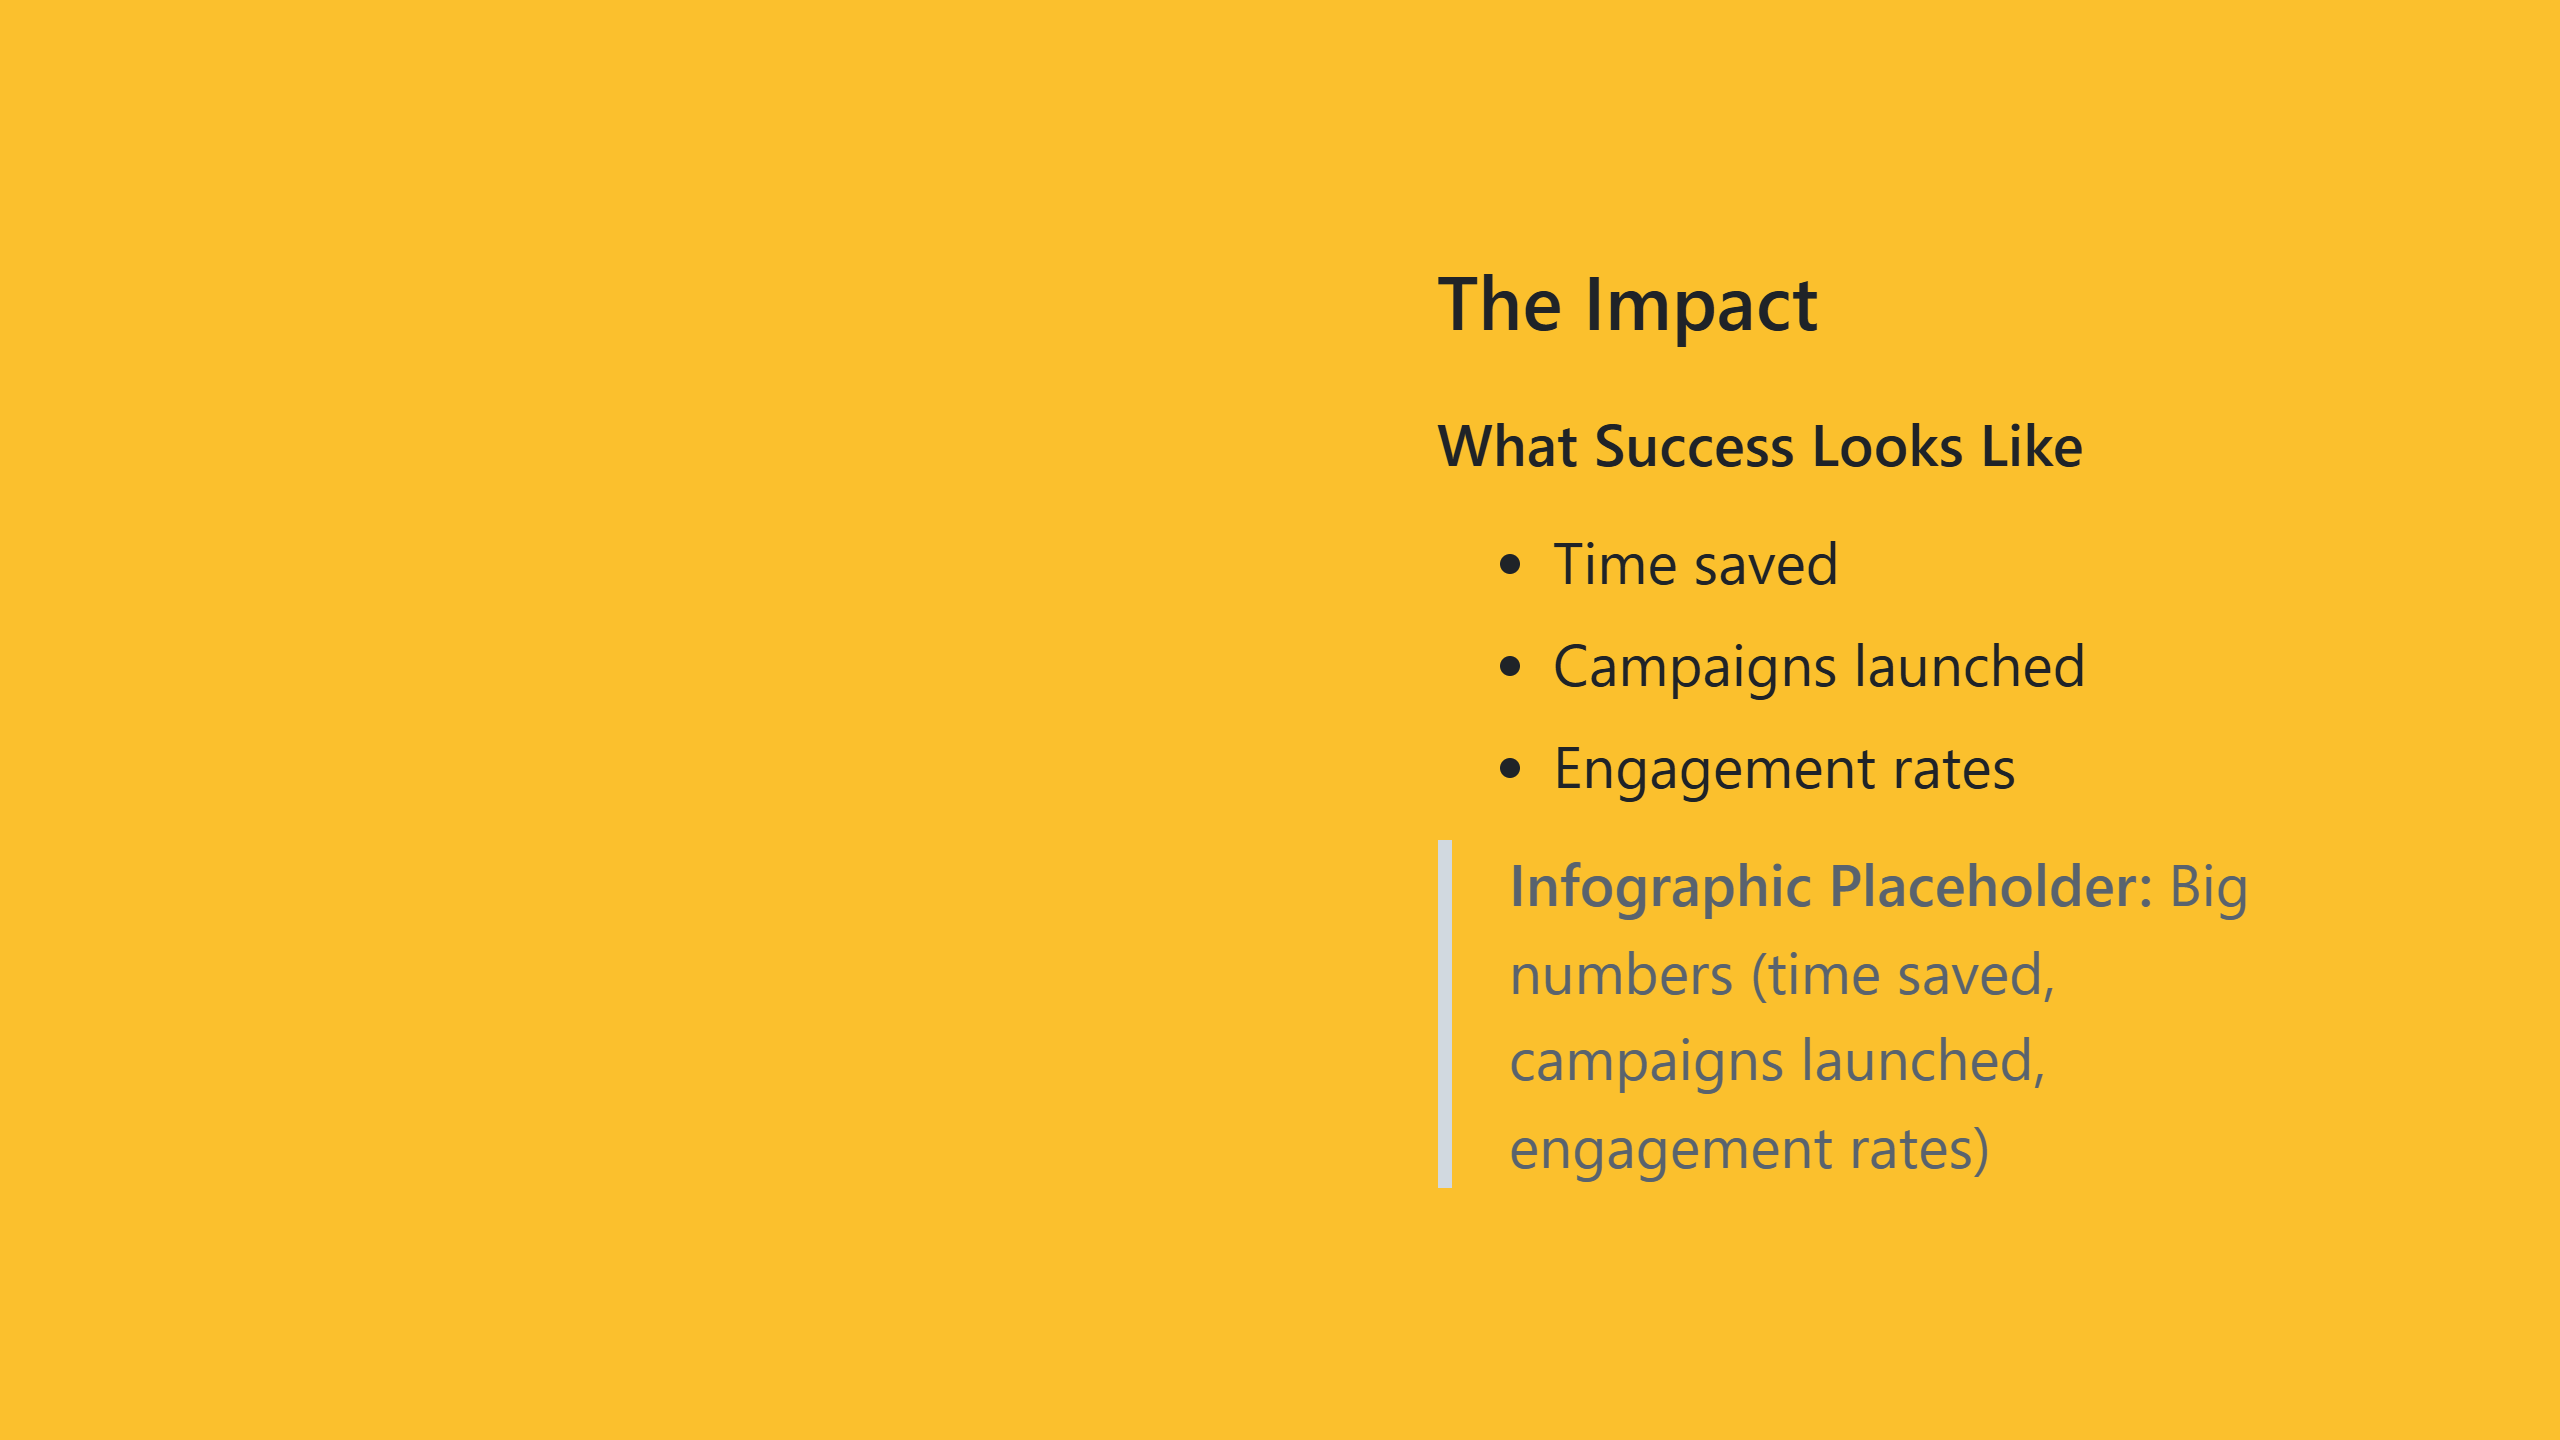 The Impact
What Success Looks Like
• Time saved
• Campaigns launched
• Engagement rates
Infographic Placeholder: Big
numbers (time saved,
campaigns launched,
engagement rates)